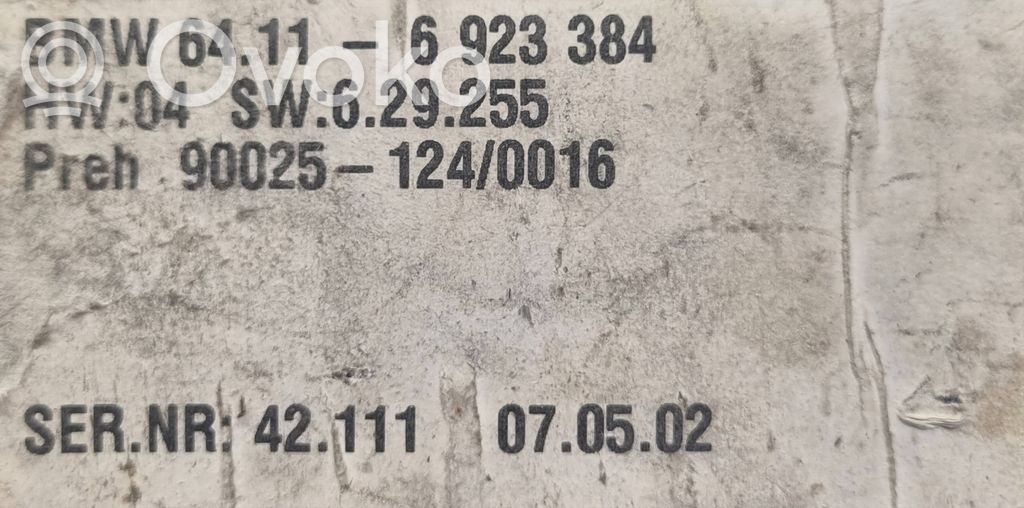 BMW 64.11 - 6 923 384
HW:04 SW.6.29.255
Preh 90025-124/0016
SER.NR: 42.111 07.05.02
Ovoko